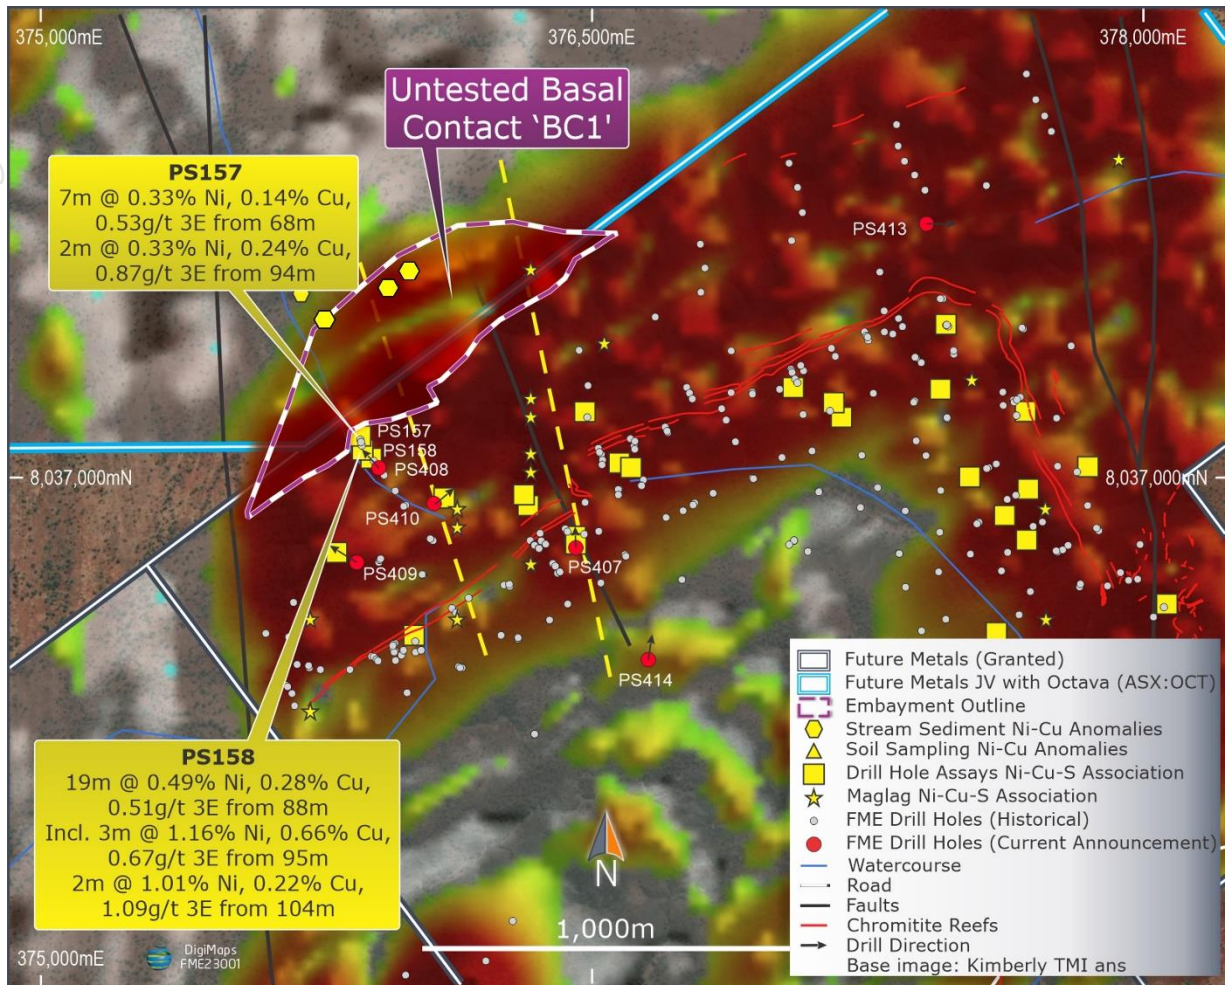 375,000mE
376,500mE
378,000mE
Untested Basal
Contact ‘BC1'
PS157
7m @ 0.33% Ni, 0.14% Cu,
0.53g/t 3E from 68m
2m @ 0.33% Ni, 0.24% Cu,
0.87g/t 3E from 94m
PS413
PS157
PS158
PS408
8,037,000mN
8,037,000mN
PS410
PS409
PS407
PS414
PS158
19m @ 0.49% Ni, 0.28% Cu,
0.51g/t 3E from 88m
Incl. 3m @ 1.16% Ni, 0.66% Cu,
0.67g/t 3E from 95m
2m @ 1.01% Ni, 0.22% Cu,
1.09g/t 3E from 104m
N
1,000m
375,000mE
DigiMaps
FME23001
Future Metals (Granted)
Future Metals JV with Octava (ASX:OCT)
Embayment Outline
Stream Sediment Ni-Cu Anomalies
Soil Sampling Ni-Cu Anomalies
Drill Hole Assays Ni-Cu-S Association
Maglag Ni-Cu-S Association
FME Drill Holes (Historical)
FME Drill Holes (Current Announcement)
Watercourse
Road
Faults
Chromitite Reefs
Drill Direction
Base image: Kimberly TMI ans